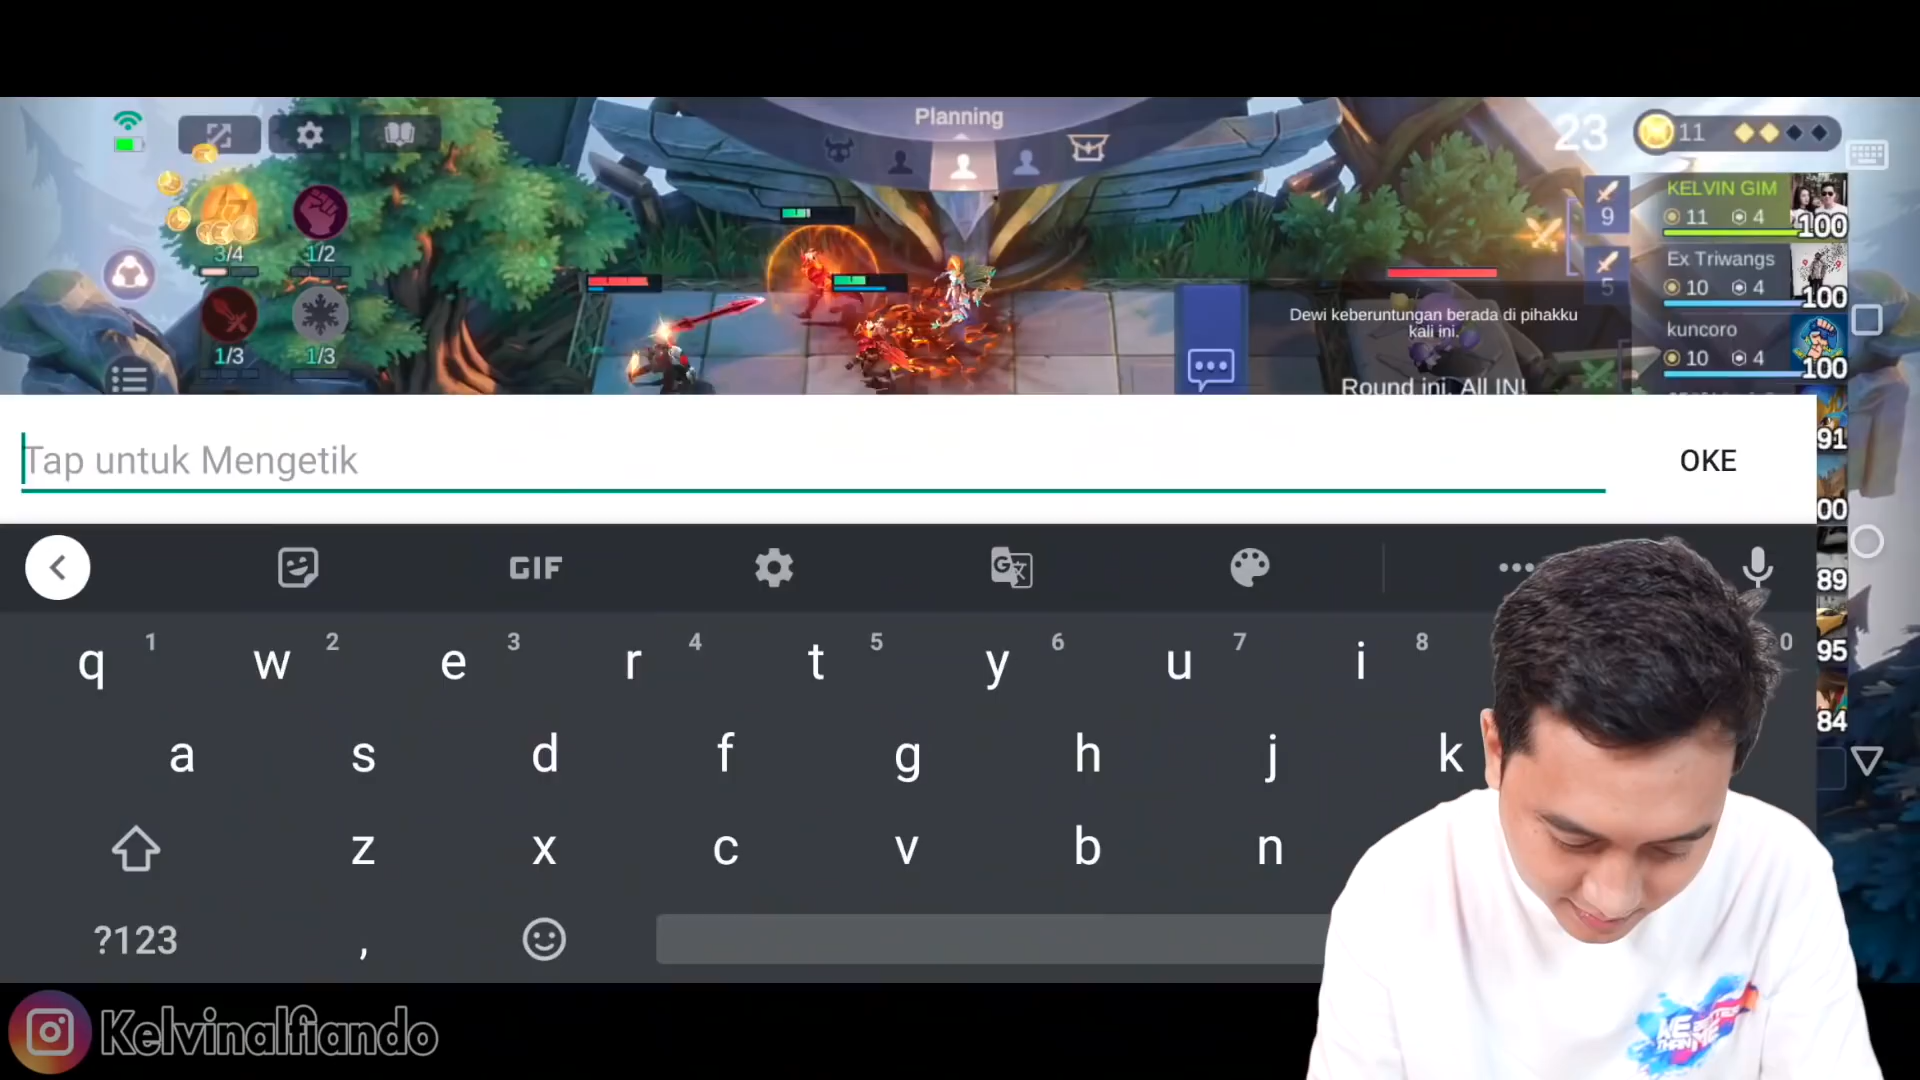 Planning
23
11
3/4
1/2
1/3
1/3
9
5
KELVIN GIM
11
4
100
Ex Triwangs
10
4
100
kuncoro
10
4
100
Dewi keberuntungan berada di pihakku
kali ini.
Round ini, All IN!
91
00
89
95
84
Tap untuk Mengetik
OKE
GIF
1 2 3 4 5 6 7 8 0
q w e r t y u i
a s d f g h j k
z x c v b n
?123 ,
Kelvinalfiando